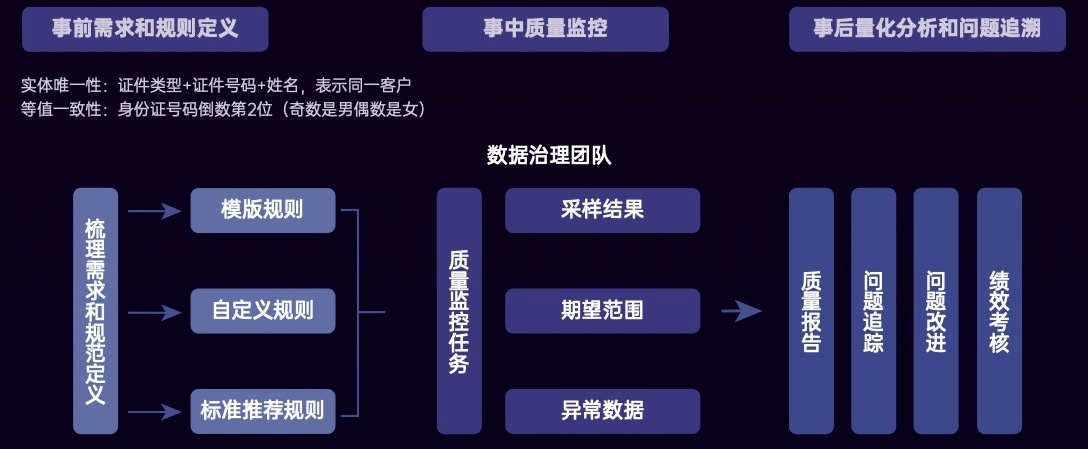 事前需求和规则定义
事中质量监控
事后量化分析和问题追溯
实体唯一性：证件类型+证件号码+姓名，表示同一客户
等值一致性：身份证号码倒数第2位（奇数是男偶数是女）
数据治理团队
梳理需求和规范定义
模版规则
自定义规则
标准推荐规则
质量监控任务
采样结果
期望范围
异常数据
质量报告
问题追踪
问题改进
绩效考核